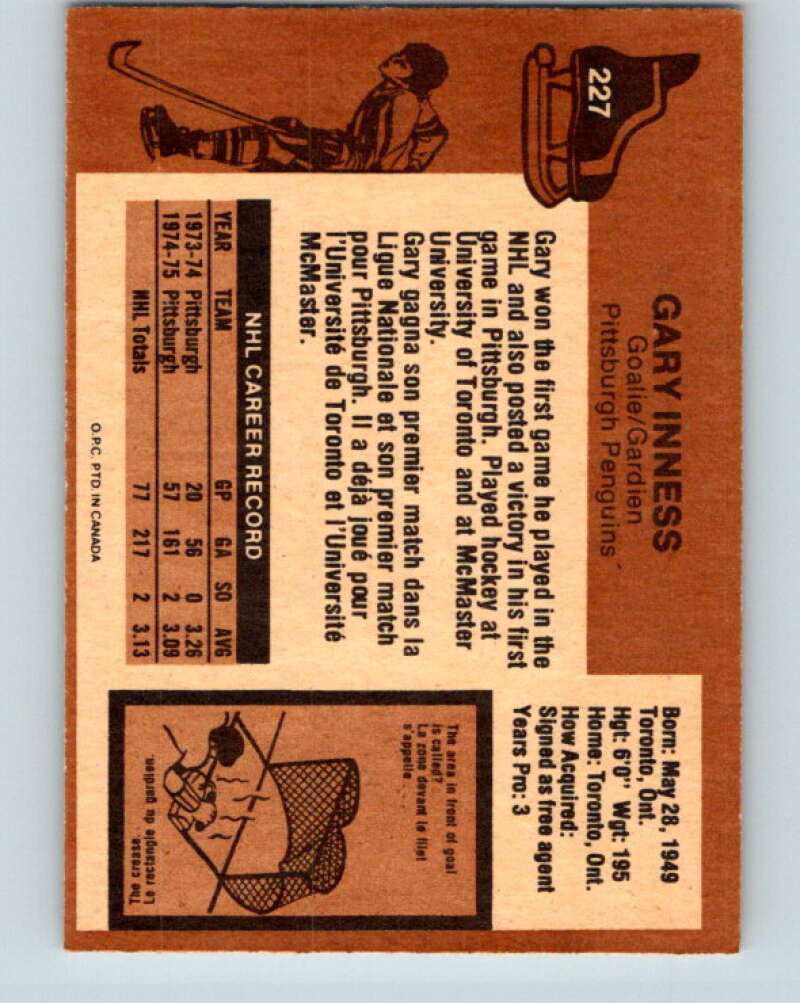 227
GARY INNESS
Goalie/Gardien
Pittsburgh Penguins
Born: May 28, 1949
Toronto, Ont.
Hgt: 6'0" Wgt: 195
Home: Toronto, Ont.
How Acquired:
Signed as free agent
Years Pro: 3
Gary won the first game he played in the
NHL and also posted a victory in his first
game in Pittsburgh. Played hockey at
University of Toronto and at McMaster
University.
Gary gagna son premier match dans la
Ligue Nationale et son premier match
pour Pittsburgh. Il a déjà joué pour
l'Université de Toronto et l'Université
McMaster.
NHL CAREER RECORD
YEAR TEAM GP GA SO AVG
1973-74 Pittsburgh 20 56 0 3.26
1974-75 Pittsburgh 57 161 2 3.09
NHL Totals 77 217 2 3.13
The area in front of goal
is called?
La zone devant le filet
s'appelle . . .
The crease
Le rectangle du gardien.
O.P.C. PTD. IN CANADA